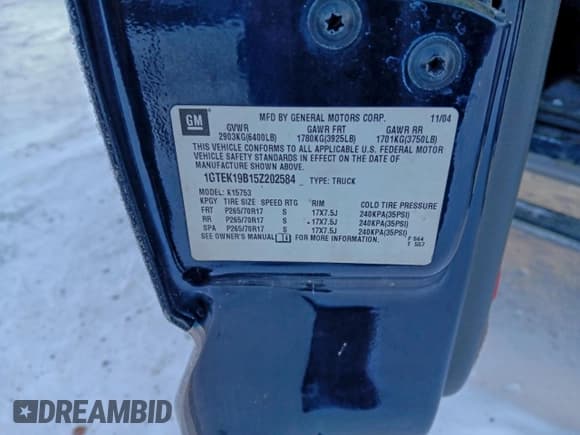 GM
MFD BY GENERAL MOTORS CORP. 11/04
GVWR GAWR FRT GAWR RR
2903KG(6400LB) 1780KG(3925LB) 1701KG(3750LB)
THIS VEHICLE CONFORMS TO ALL APPLICABLE U.S. FEDERAL MOTOR
VEHICLE SAFETY STANDARDS IN EFFECT ON THE DATE OF
MANUFACTURE SHOWN ABOVE.
1GTEK19B15Z202584 TYPE: TRUCK
MODEL: K15753
KPGY TIRE SIZE SPEED RTG RIM COLD TIRE PRESSURE
FRT P265/70R17 S 17X7.5J 240KPA(35PSI)
RR P265/70R17 S 17X7.5J 240KPA(35PSI)
SPA P265/70R17 S 17X7.5J 240KPA(35PSI)
SEE OWNER'S MANUAL FOR MORE INFORMATION.
DREAMBID